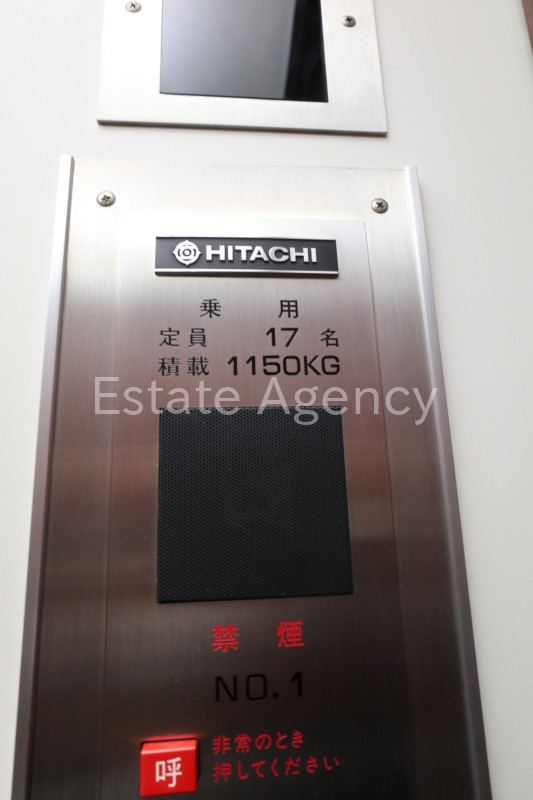 HITACHI
乗 用
定員 17 名
積載 1150KG
Estate Agency
禁 煙
NO.1
呼
非常のとき
押してください